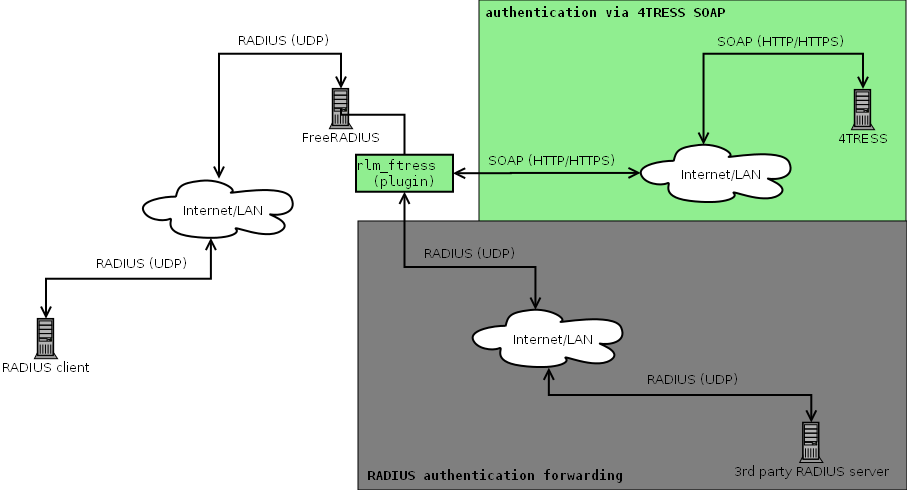 authentication via 4TRESS SOAP
RADIUS (UDP)
SOAP (HTTP/HTTPS)
FreeRADIUS
4TRESS
rlm_ftress
(plugin)
SOAP (HTTP/HTTPS)
Internet/LAN
Internet/LAN
RADIUS (UDP)
RADIUS (UDP)
Internet/LAN
RADIUS client
RADIUS (UDP)
3rd party RADIUS server
RADIUS authentication forwarding